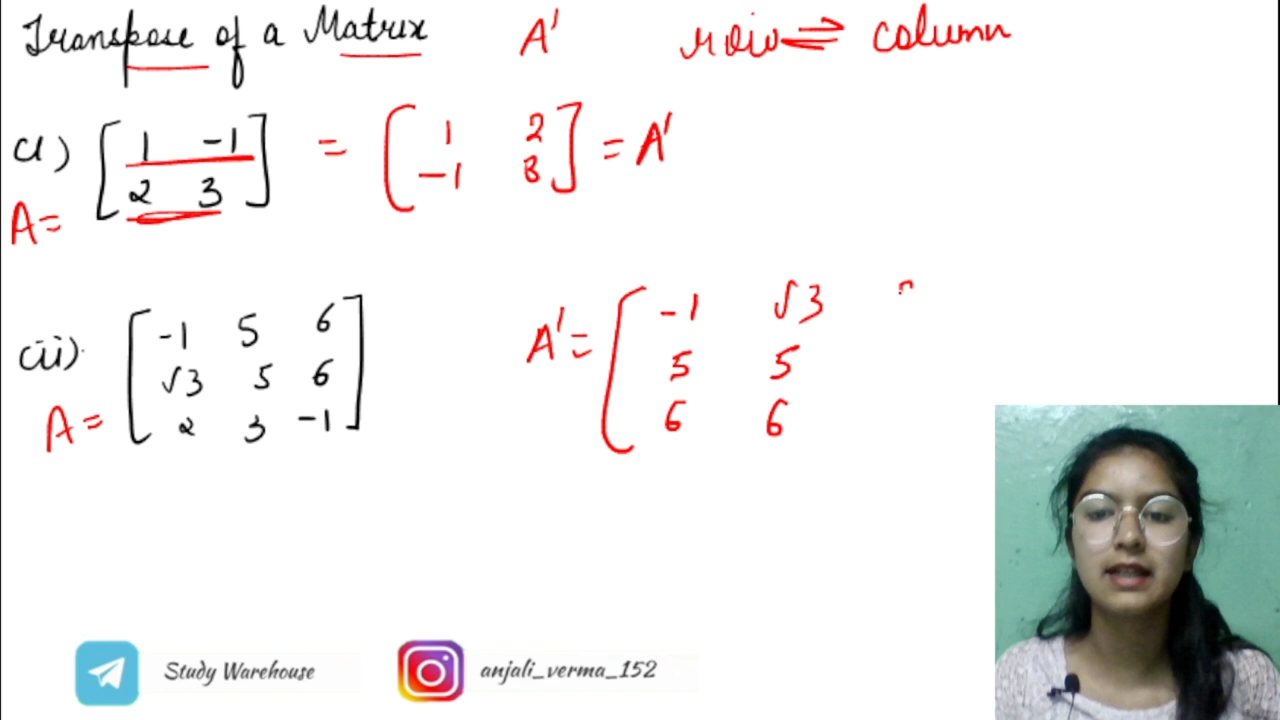 Transpose of a Matrix A' row ⇌ column
(i) [1 -1] = [1 2] = A'
A= [2 3] [-1 3]
[-1 5 6] A'= [-1 √3
(ii) [√3 5 6] 5 5
A= [2 3 -1] 6 6
Study Warehouse anjali_verma_152